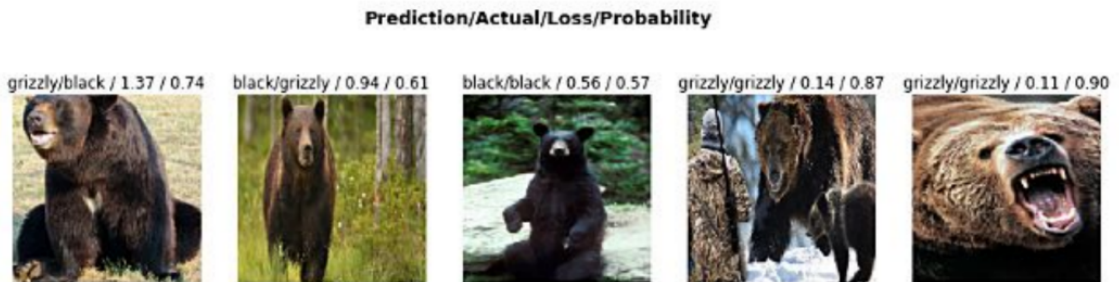 Prediction/Actual/Loss/Probability
grizzly/black / 1.37 / 0.74
black/grizzly / 0.94 / 0.61
black/black / 0.56 / 0.57
grizzly/grizzly / 0.14 / 0.87
grizzly/grizzly / 0.11 / 0.90